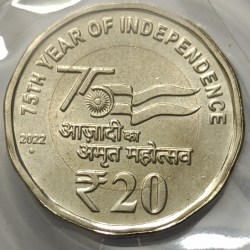 75TH YEAR OF INDEPENDENCE
75
2022
आज़ादी का
अमृत महोत्सव
₹ 20